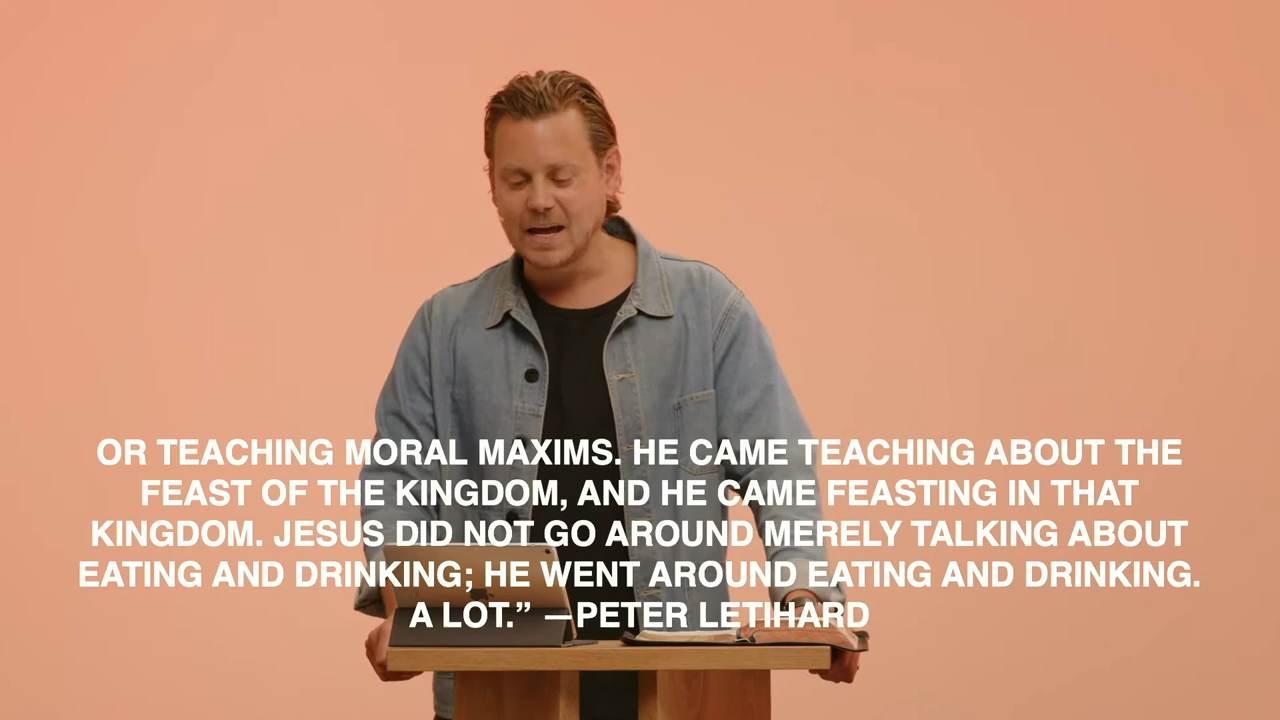 OR TEACHING MORAL MAXIMS. HE CAME TEACHING ABOUT THE
FEAST OF THE KINGDOM, AND HE CAME FEASTING IN THAT
KINGDOM. JESUS DID NOT GO AROUND MERELY TALKING ABOUT
EATING AND DRINKING; HE WENT AROUND EATING AND DRINKING.
A LOT.” —PETER LETIHARD